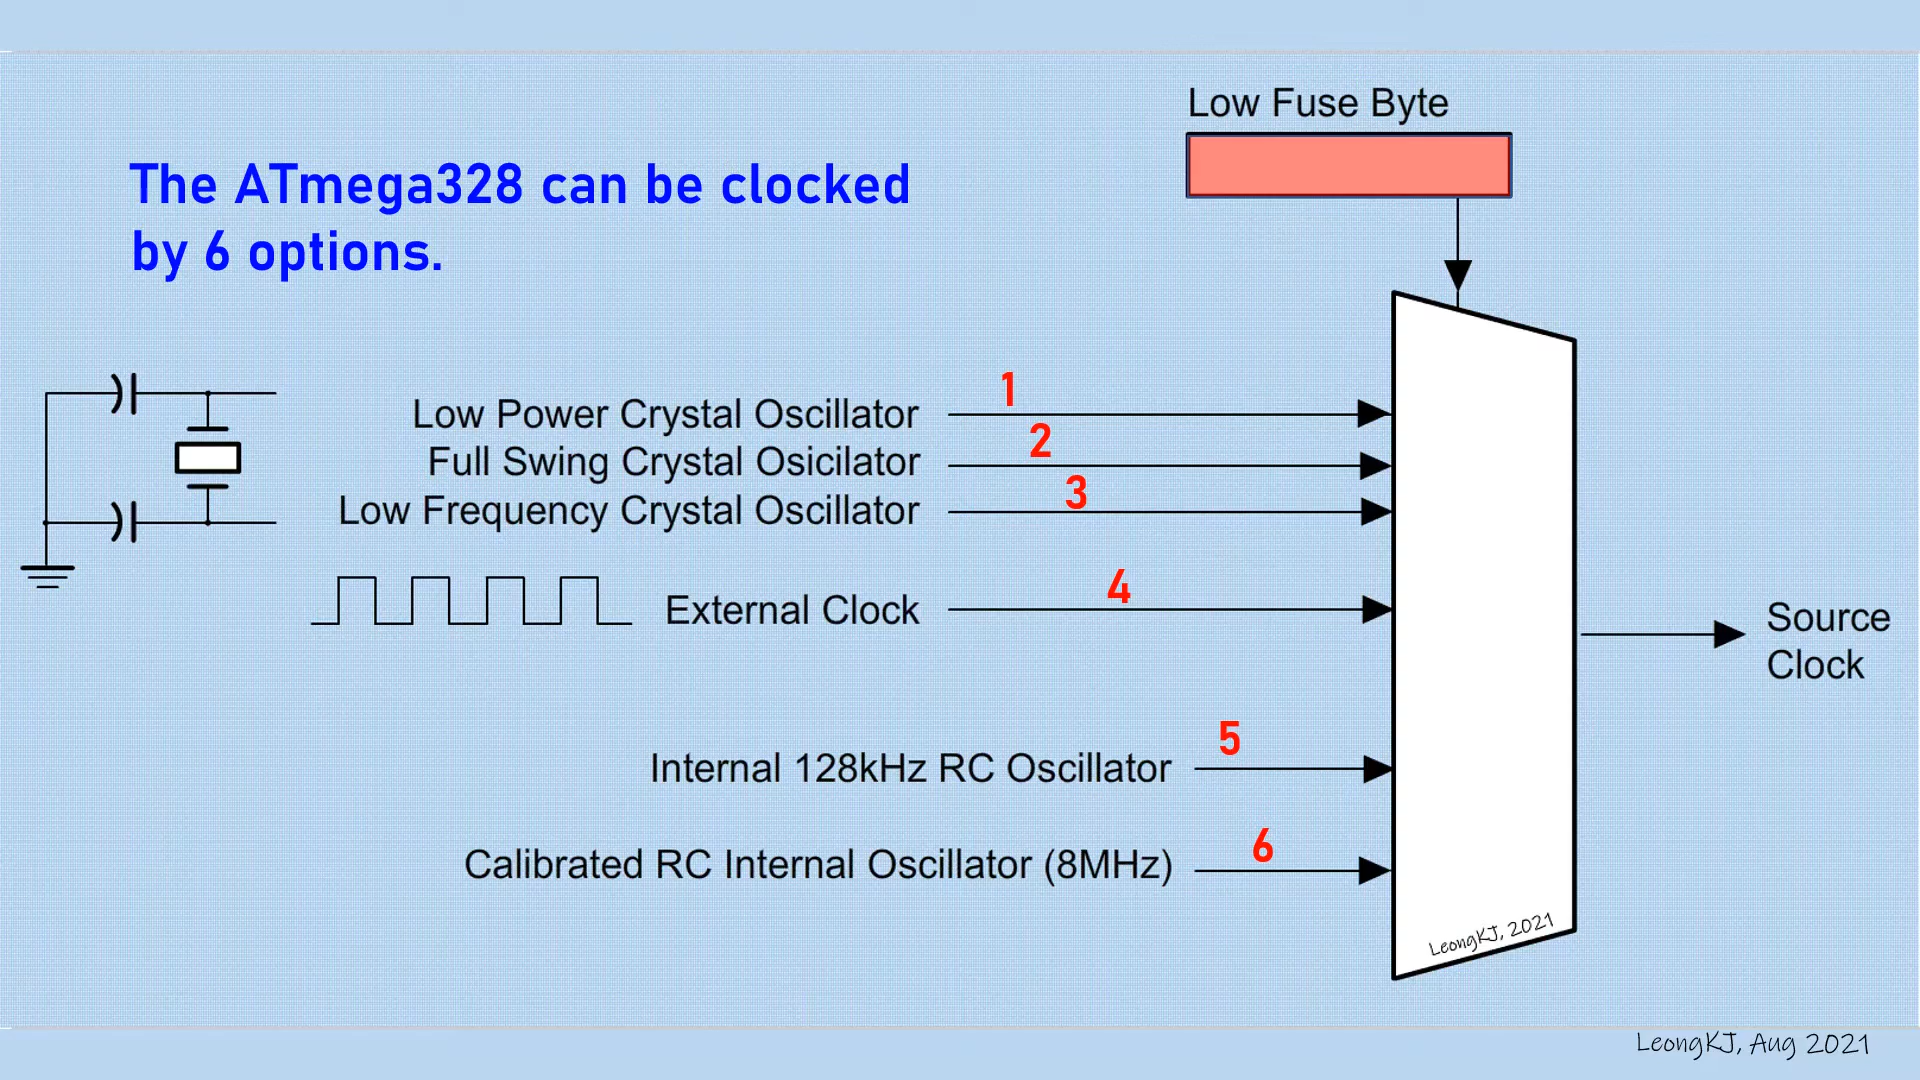 Low Fuse Byte
The ATmega328 can be clocked
by 6 options.
1
Low Power Crystal Oscillator
2
Full Swing Crystal Osicilator
3
Low Frequency Crystal Oscillator
4
External Clock
Source
Clock
5
Internal 128kHz RC Oscillator
6
Calibrated RC Internal Oscillator (8MHz)
LeongKJ, 2021
LeongKJ, Aug 2021